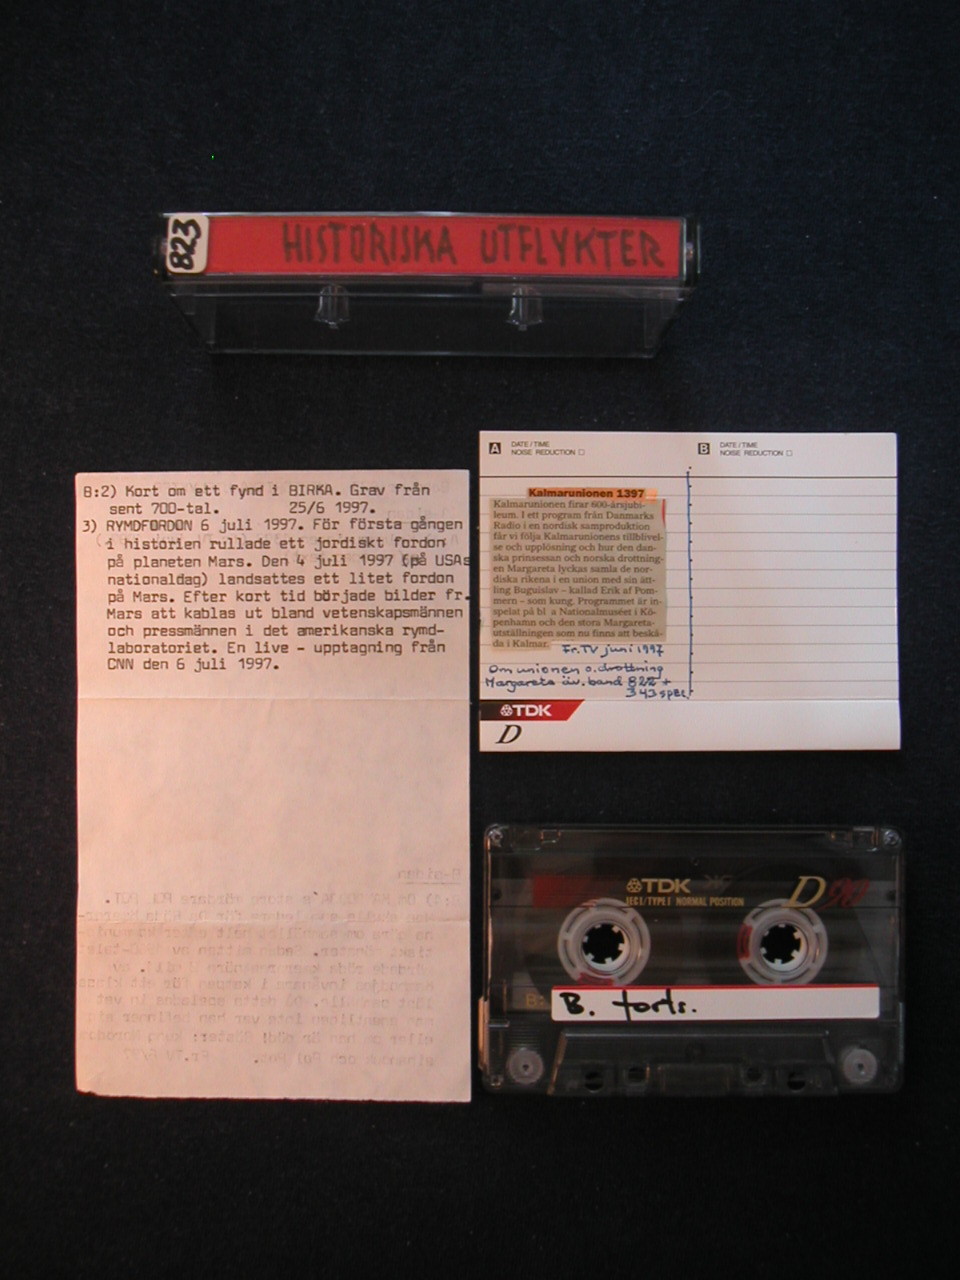 823
HISTORISKA UTFLYKTER
B:2) Kort om ett fynd i BIRKA. Grav från
sent 700-tal. 25/6 1997.
3) RYMDFORDON 6 juli 1997. För första gången
i historien rullade ett jordiskt fordon
på planeten Mars. Den 4 juli 1997 (på USAs
nationaldag) landsattes ett litet fordon
på Mars. Efter kort tid började bilder fr.
Mars att kablas ut bland vetenskapsmännen
och pressmännen i det amerikanska rymd-
laboratoriet. En live - upptagning från
CNN den 6 juli 1997.
A DATE / TIME
NOISE REDUCTION
B DATE / TIME
NOISE REDUCTION
Kalmarunionen 1397
Kalmarunionen firar 600-årsjubi-
leum. I ett program från Danmarks
Radio i en nordisk samproduktion
får vi följa Kalmarunionens tillblivel-
se och upplösning och hur den dan-
ska prinsessan och norska drottning-
en Margareta lyckas samla de nor-
diska rikena i en union med sin ätt-
ling Buguislav – kallad Erik af Pom-
mern – som kung. Programmet är in-
spelat på bl a Nationalmuséet i Kö-
penhamn och den stora Margareta-
utställningen som nu finns att beskå-
da i Kalmar.
Fr. TV juni 1997
Om unionen o. drottning
Margareta äv. band 822 +
343 spec.
TDK
D
TDK D90
IECI/TYPE I NORMAL POSITION
B:
B. forts.